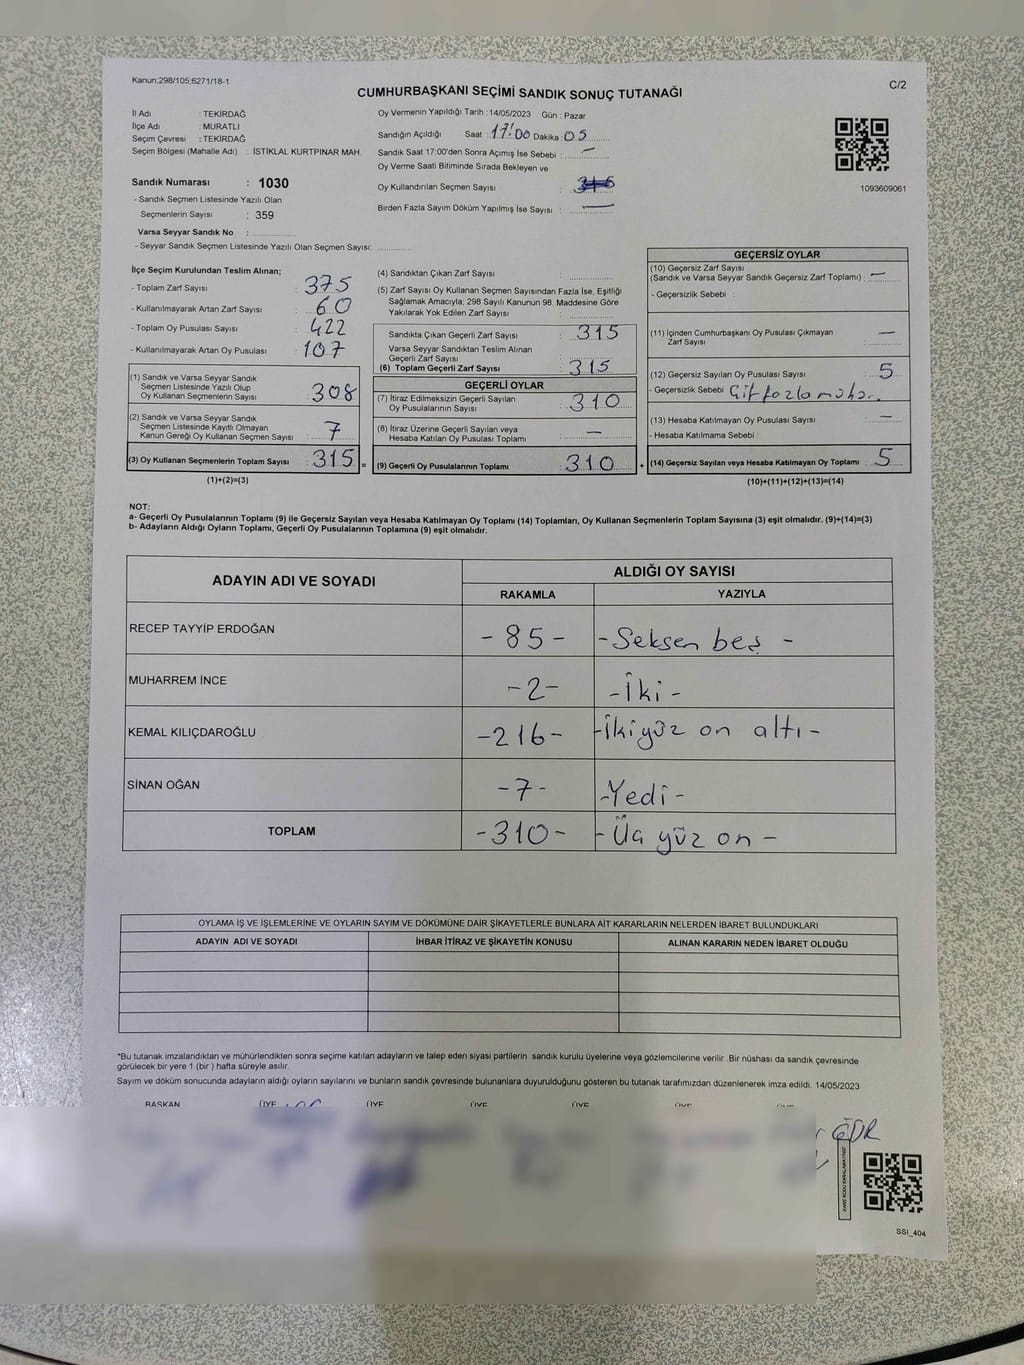 Kanun;298/105;6271/18-1
C/2
CUMHURBAŞKANI SEÇİMİ SANDIK SONUÇ TUTANAĞI
İl Adı : TEKİRDAĞ
İlçe Adı : MURATLI
Seçim Çevresi : TEKİRDAĞ
Seçim Bölgesi (Mahalle Adı) : İSTİKLAL KURTPINAR MAH.
Sandık Numarası : 1030
- Sandık Seçmen Listesinde Yazılı Olan
Seçmenlerin Sayısı : 359
Varsa Seyyar Sandık No :
- Seyyar Sandık Seçmen Listesinde Yazılı Olan Seçmen Sayısı:
Oy Vermenin Yapıldığı Tarih : 14/05/2023 Gün : Pazar
Sandığın Açıldığı Saat : 17:00 Dakika : 05
Sandık Saat 17:00'den Sonra Açımış İse Sebebi : —
Oy Verme Saati Bitiminde Sırada Bekleyen ve
Oy Kullandırılan Seçmen Sayısı :
Birden Fazla Sayım Döküm Yapılmış İse Sayısı : —
1093609061
İlçe Seçim Kurulundan Teslim Alınan;
- Toplam Zarf Sayısı : 375
- Kullanılmayarak Artan Zarf Sayısı : 60
- Toplam Oy Pusulası Sayısı : 422
- Kullanılmayarak Artan Oy Pusulası : 107
(1) Sandık ve Varsa Seyyar Sandık
Seçmen Listesinde Yazılı Olup
Oy Kullanan Seçmenlerin Sayısı : 308
(2) Sandık ve Varsa Seyyar Sandık
Seçmen Listesinde Kayıtlı Olmayan
Kanun Gereği Oy Kullanan Seçmen Sayısı : 7
(3) Oy Kullanan Seçmenlerin Toplam Sayısı : 315 =
(1)+(2)=(3)
(4) Sandıktan Çıkan Zarf Sayısı :
(5) Zarf Sayısı Oy Kullanan Seçmen Sayısından Fazla İse, Eşitliği
Sağlamak Amacıyla; 298 Sayılı Kanunun 98. Maddesine Göre
Yakılarak Yok Edilen Zarf Sayısı :
Sandıkta Çıkan Geçerli Zarf Sayısı : 315
Varsa Seyyar Sandıktan Teslim Alınan
Geçerli Zarf Sayısı :
(6) Toplam Geçerli Zarf Sayısı : 315
GEÇERLİ OYLAR
(7) İtiraz Edilmeksizin Geçerli Sayılan
Oy Pusulalarının Sayısı : 310
(8) İtiraz Üzerine Geçerli Sayılan veya
Hesaba Katılan Oy Pusulası Toplamı : —
(9) Geçerli Oy Pusulalarının Toplamı : 310 +
GEÇERSİZ OYLAR
(10) Geçersiz Zarf Sayısı
(Sandık ve Varsa Seyyar Sandık Geçersiz Zarf Toplamı) : —
- Geçersizlik Sebebi :
(11) İçinden Cumhurbaşkanı Oy Pusulası Çıkmayan
Zarf Sayısı : —
(12) Geçersiz Sayılan Oy Pusulası Sayısı : 5
- Geçersizlik Sebebi : Çift fazla müh..
(13) Hesaba Katılmayan Oy Pusulası Sayısı : —
- Hesaba Katılmama Sebebi :
(14) Geçersiz Sayılan veya Hesaba Katılmayan Oy Toplamı : 5
(10)+(11)+(12)+(13)=(14)
NOT:
a- Geçerli Oy Pusulalarının Toplamı (9) ile Geçersiz Sayılan veya Hesaba Katılmayan Oy Toplamı (14) Toplamları, Oy Kullanan Seçmenlerin Toplam Sayısına (3) eşit olmalıdır. (9)+(14)=(3)
b- Adayların Aldığı Oyların Toplamı, Geçerli Oy Pusulalarının Toplamına (9) eşit olmalıdır.
ADAYIN ADI VE SOYADI ALDIĞI OY SAYISI
RAKAMLA YAZIYLA
RECEP TAYYİP ERDOĞAN -85- -Seksen beş -
MUHARREM İNCE -2- -İki-
KEMAL KILIÇDAROĞLU -216- -İkiyüz on altı-
SİNAN OĞAN -7- -Yedi-
TOPLAM -310- -Üç yüz on-
OYLAMA İŞ VE İŞLEMLERİNE VE OYLARIN SAYIM VE DÖKÜMÜNE DAİR ŞİKAYETLERLE BUNLARA AİT KARARLARIN NELERDEN İBARET BULUNDUKLARI
ADAYIN ADI VE SOYADI İHBAR İTİRAZ VE ŞİKAYETİN KONUSU ALINAN KARARIN NEDEN İBARET OLDUĞU
*Bu tutanak imzalandıktan ve mühürlendikten sonra seçime katılan adayların ve talep eden siyasi partilerin sandık kurulu üyelerine veya gözlemcilerine verilir .Bir nüshası da sandık çevresinde
görülecek bir yere 1 (bir ) hafta süreyle asılır.
Sayım ve döküm sonucunda adayların aldığı oyların sayılarını ve bunların sandık çevresinde bulunanlara duyurulduğunu gösteren bu tutanak tarafımızdan düzenlenerek imza edildi. 14/05/2023
BAŞKAN ÜYE ÜYE ÜYE ÜYE ÜYE ÜYE
KARE KODU KARALAMAYINIZ!
SSI_404